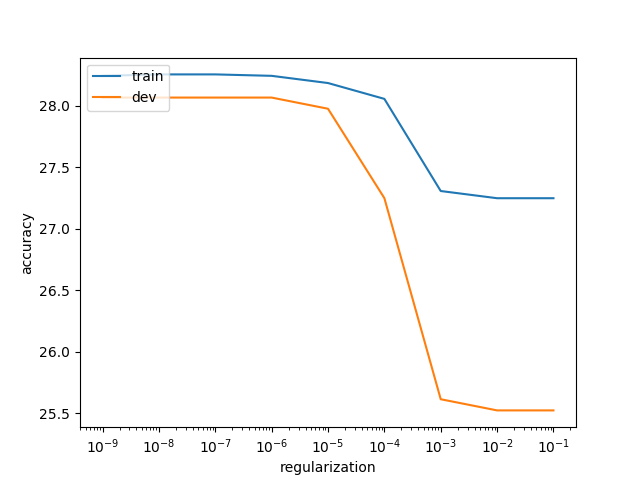 train
dev
28.0
27.5
27.0
26.5
26.0
25.5
accuracy
10⁻⁹ 10⁻⁸ 10⁻⁷ 10⁻⁶ 10⁻⁵ 10⁻⁴ 10⁻³ 10⁻² 10⁻¹
regularization